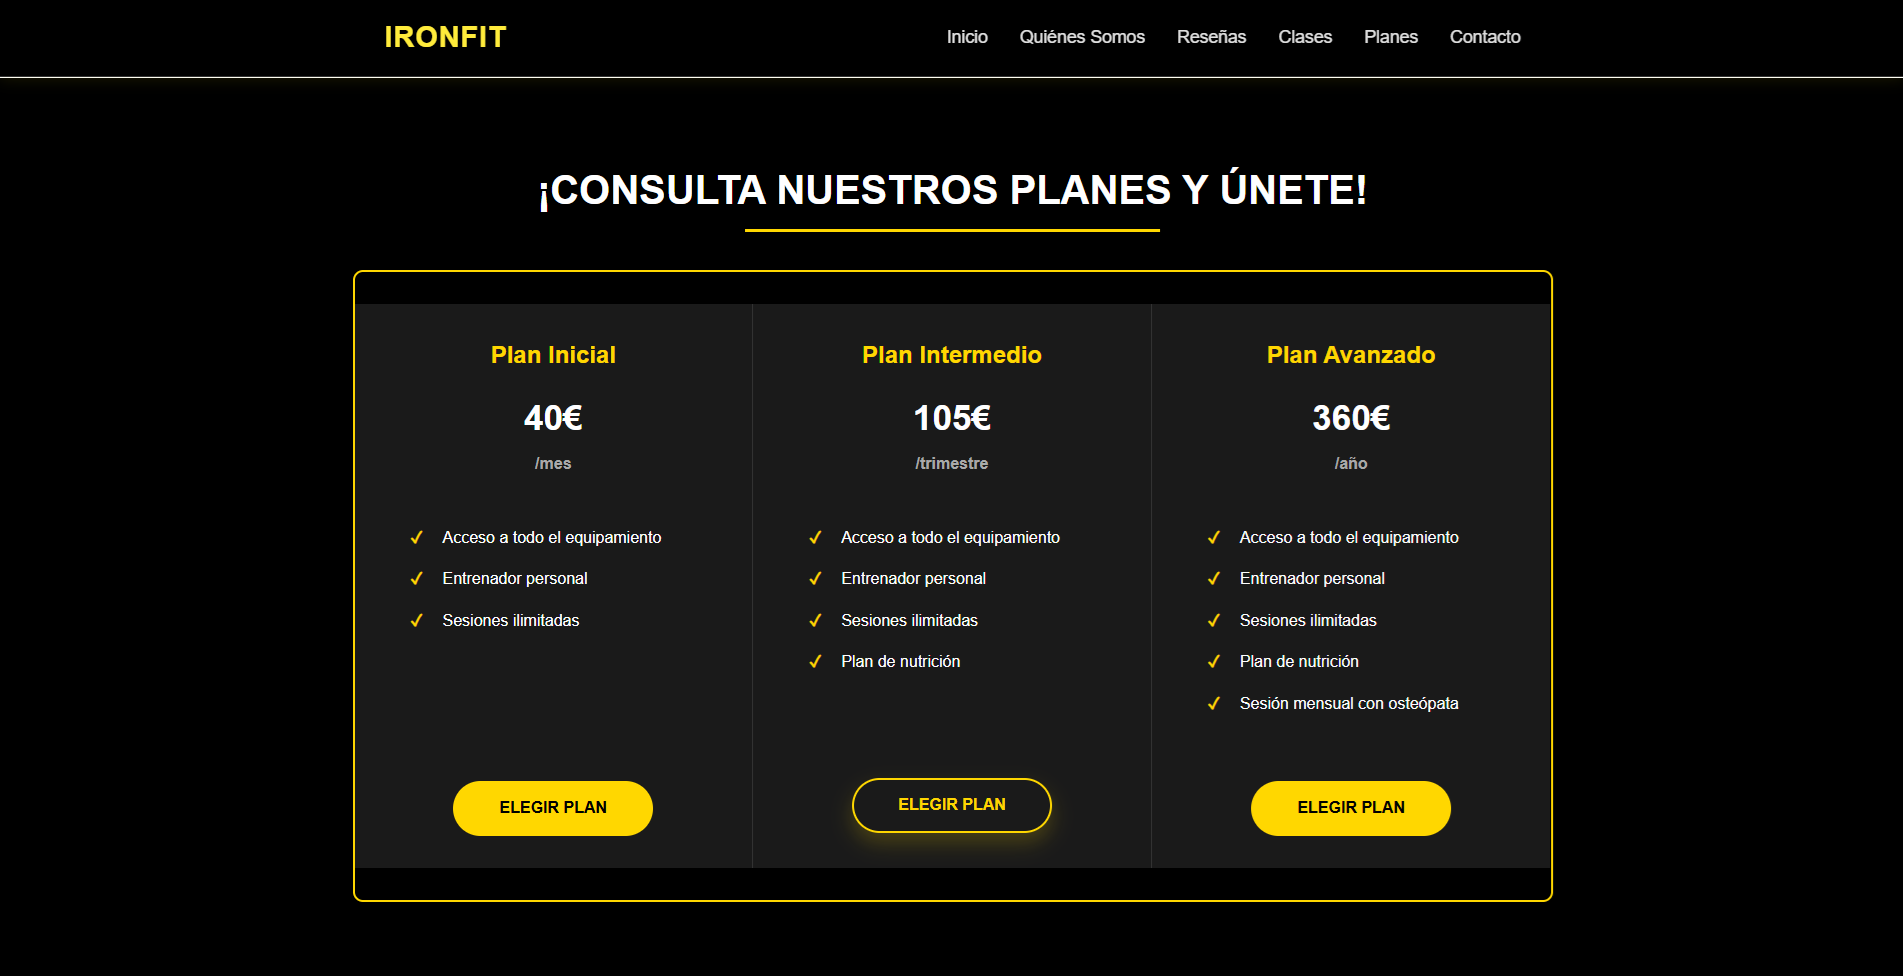 IRONFIT
Inicio Quiénes Somos Reseñas Clases Planes Contacto
¡CONSULTA NUESTROS PLANES Y ÚNETE!
Plan Inicial
40€
/mes
✓ Acceso a todo el equipamiento
✓ Entrenador personal
✓ Sesiones ilimitadas
ELEGIR PLAN
Plan Intermedio
105€
/trimestre
✓ Acceso a todo el equipamiento
✓ Entrenador personal
✓ Sesiones ilimitadas
✓ Plan de nutrición
ELEGIR PLAN
Plan Avanzado
360€
/año
✓ Acceso a todo el equipamiento
✓ Entrenador personal
✓ Sesiones ilimitadas
✓ Plan de nutrición
✓ Sesión mensual con osteópata
ELEGIR PLAN